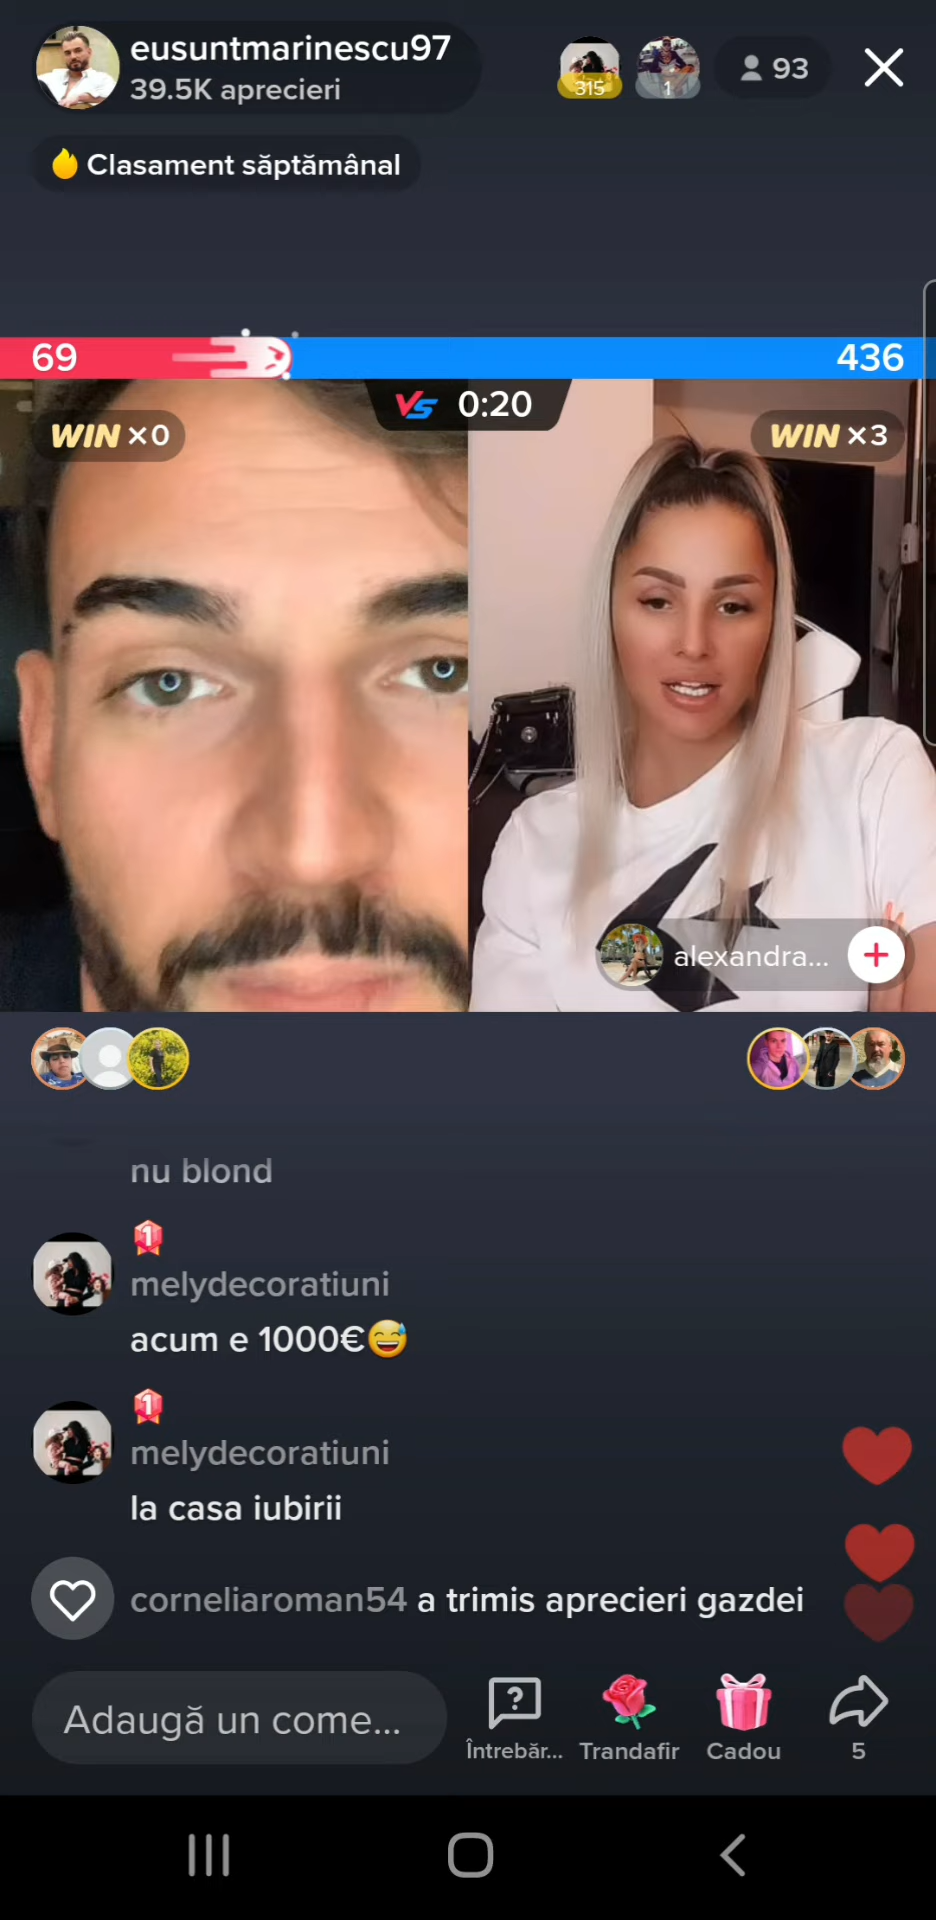 eusuntmarinescu97
39.5K aprecieri
315
1
93
Clasament săptămânal
69
436
VS 0:20
WIN ×0
WIN ×3
alexandra...
nu blond
1
melydecoratiuni
acum e 1000€😅
1
melydecoratiuni
la casa iubirii
corneliaroman54 a trimis aprecieri gazdei
Adaugă un come...
Întrebăr...
Trandafir
Cadou
5